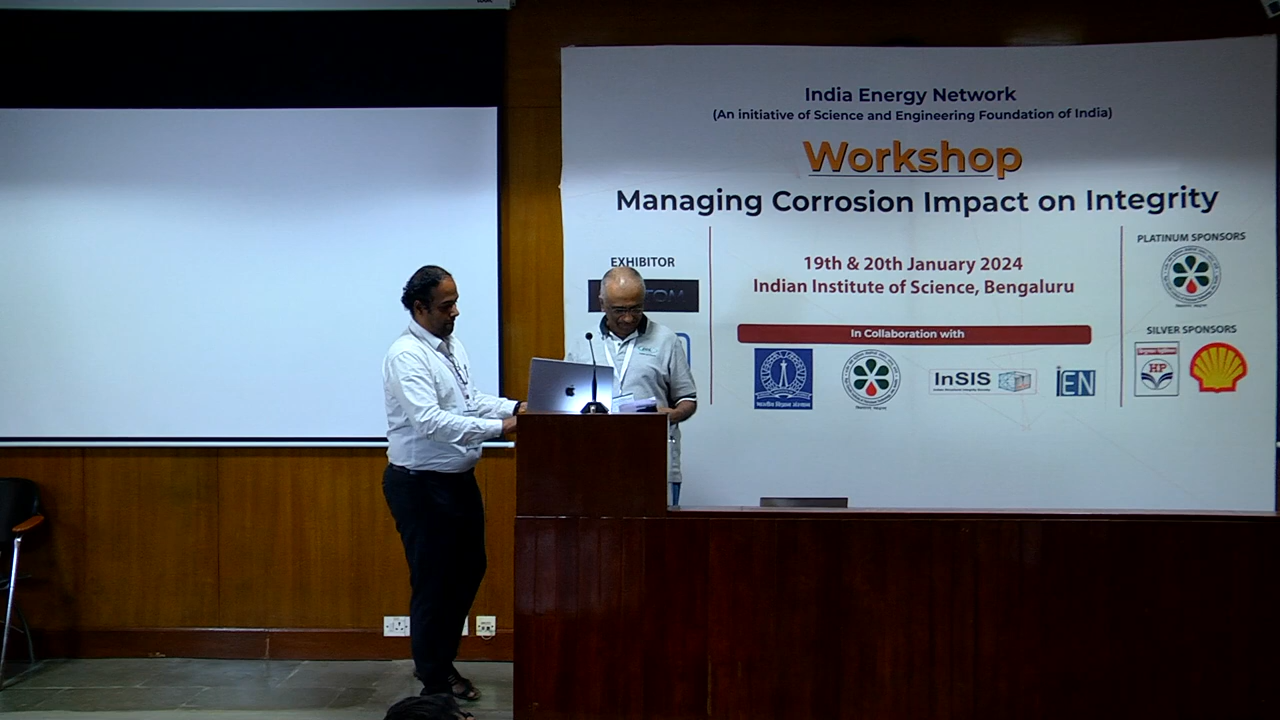 India Energy Network
(An initiative of Science and Engineering Foundation of India)
Workshop
Managing Corrosion Impact on Integrity
EXHIBITOR
19th & 20th January 2024
Indian Institute of Science, Bengaluru
In Collaboration with
InSIS
iEN
PLATINUM SPONSORS
SILVER SPONSORS
HP